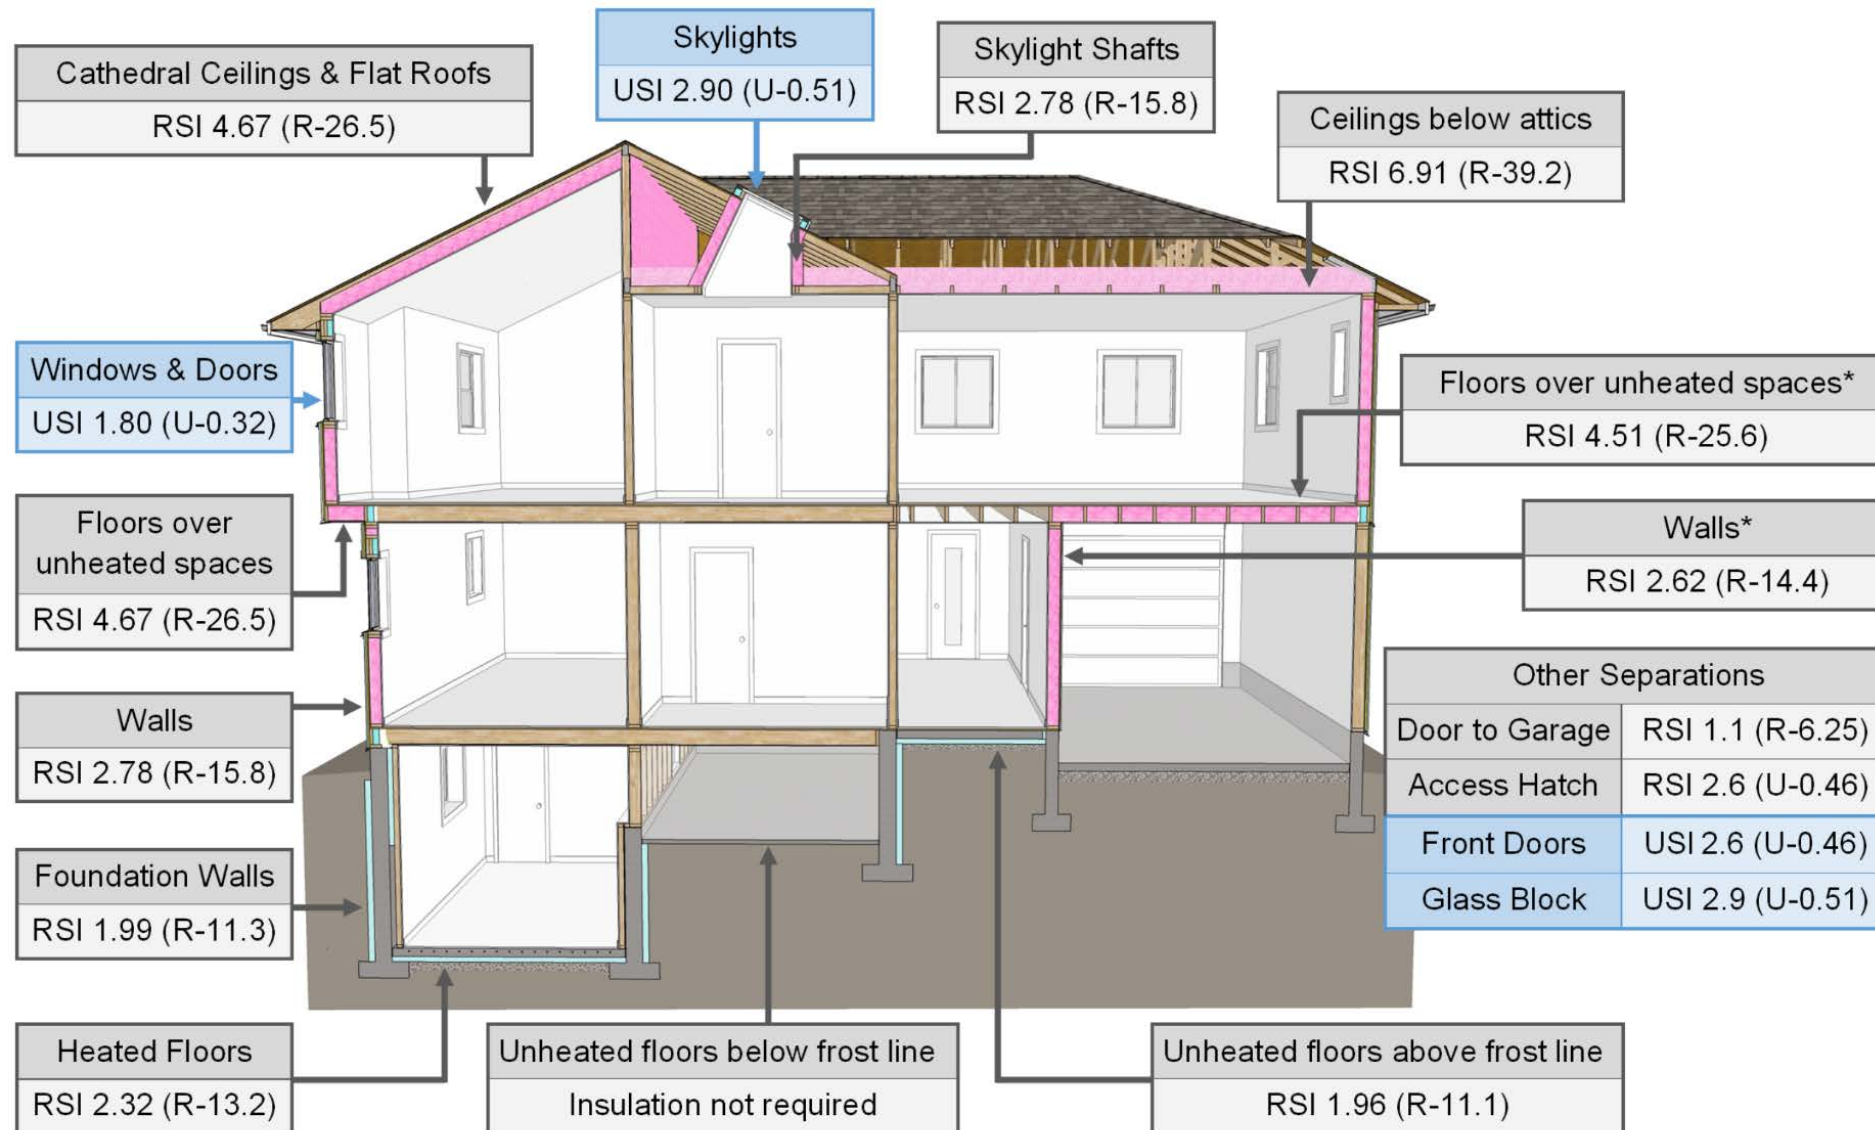 Skylights
USI 2.90 (U-0.51)
Skylight Shafts
RSI 2.78 (R-15.8)
Cathedral Ceilings & Flat Roofs
RSI 4.67 (R-26.5)
Ceilings below attics
RSI 6.91 (R-39.2)
Windows & Doors
USI 1.80 (U-0.32)
Floors over unheated spaces*
RSI 4.51 (R-25.6)
Floors over
unheated spaces
RSI 4.67 (R-26.5)
Walls*
RSI 2.62 (R-14.4)
Walls
RSI 2.78 (R-15.8)
Other Separations
Door to Garage RSI 1.1 (R-6.25)
Access Hatch RSI 2.6 (U-0.46)
Front Doors USI 2.6 (U-0.46)
Glass Block USI 2.9 (U-0.51)
Foundation Walls
RSI 1.99 (R-11.3)
Heated Floors
RSI 2.32 (R-13.2)
Unheated floors below frost line
Insulation not required
Unheated floors above frost line
RSI 1.96 (R-11.1)